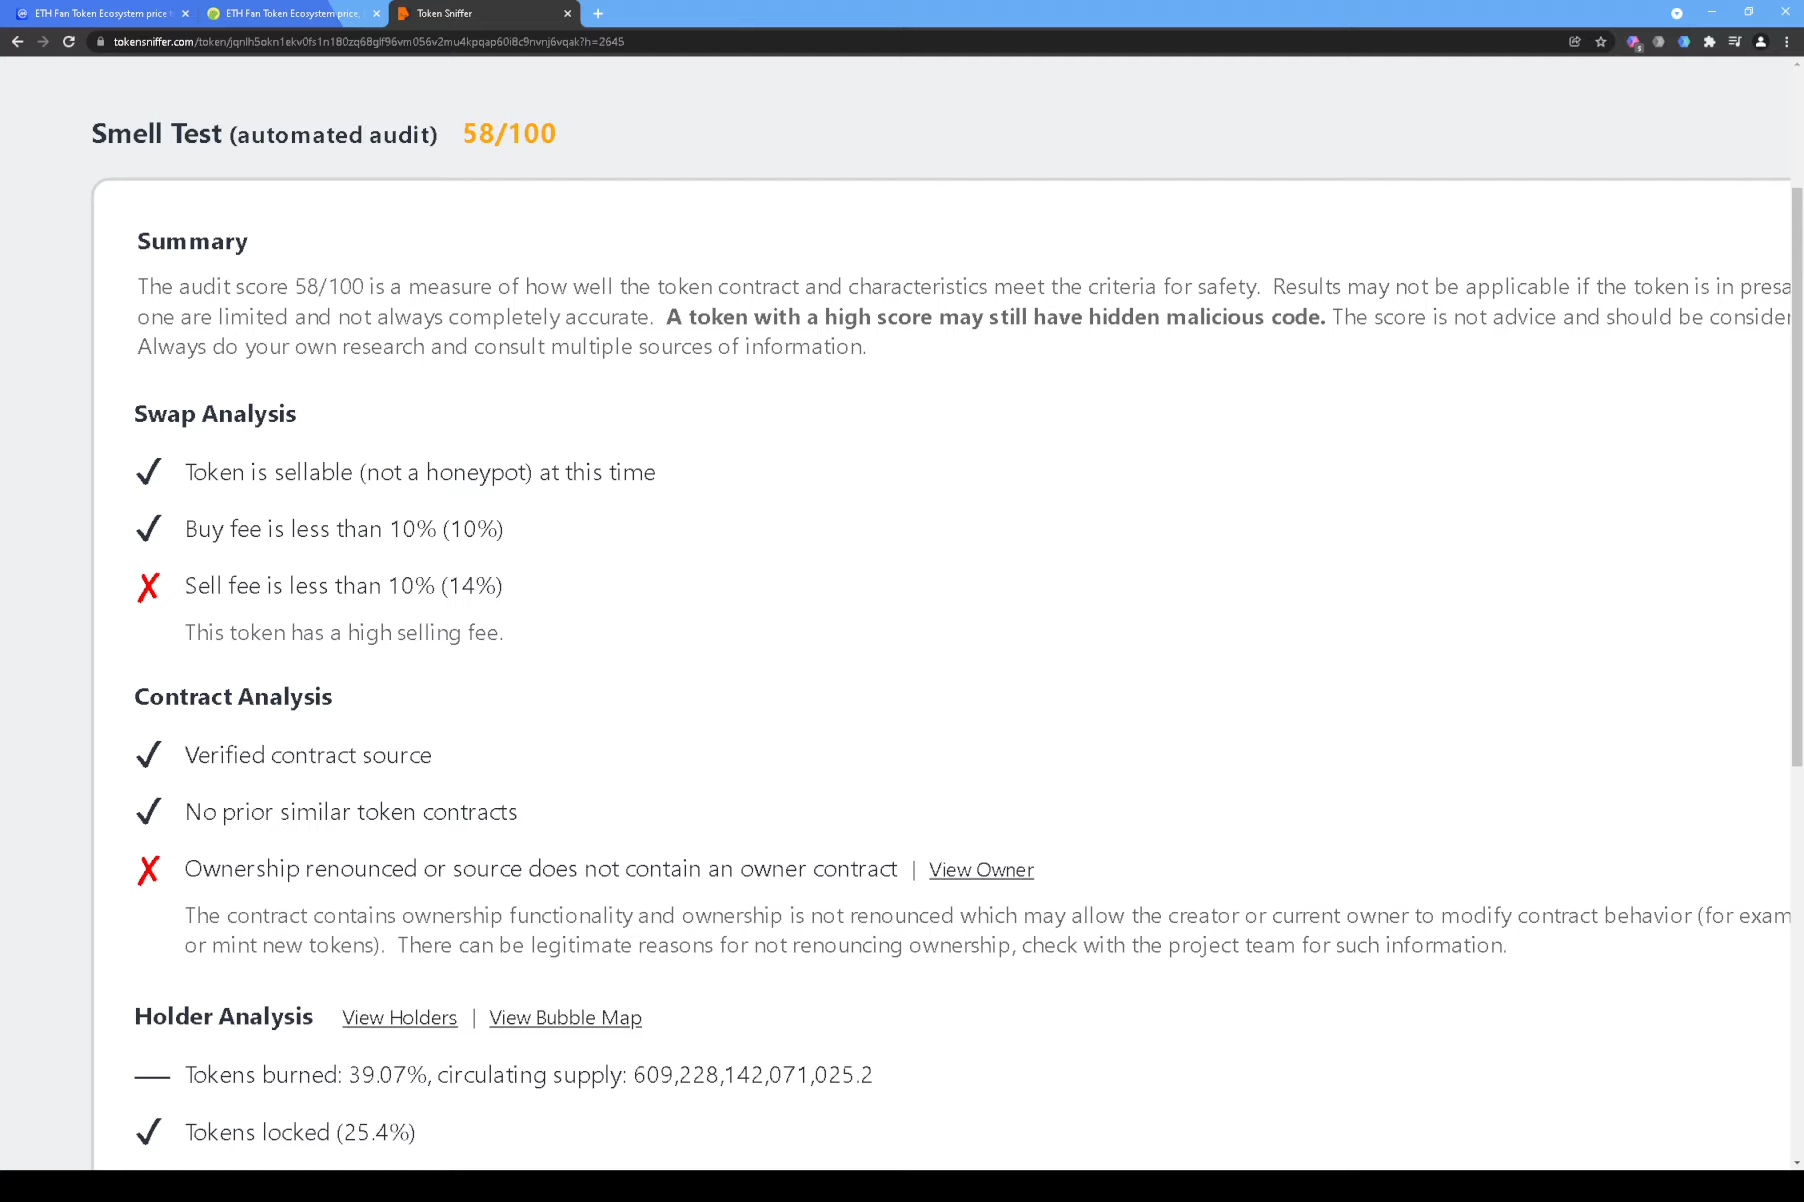 ETH Fan Token Ecosystem price t
ETH Fan Token Ecosystem price,
Token Sniffer
tokensniffer.com/token/jqnlh5okn1ekv0fs1n180zq68glf96vm056v2mu4kpqap60i8c9nvnj6vqak?h=2645
Smell Test (automated audit) 58/100
Summary
The audit score 58/100 is a measure of how well the token contract and characteristics meet the criteria for safety. Results may not be applicable if the token is in presa
one are limited and not always completely accurate. A token with a high score may still have hidden malicious code. The score is not advice and should be consider
Always do your own research and consult multiple sources of information.
Swap Analysis
Token is sellable (not a honeypot) at this time
Buy fee is less than 10% (10%)
Sell fee is less than 10% (14%)
This token has a high selling fee.
Contract Analysis
Verified contract source
No prior similar token contracts
Ownership renounced or source does not contain an owner contract | View Owner
The contract contains ownership functionality and ownership is not renounced which may allow the creator or current owner to modify contract behavior (for exam
or mint new tokens). There can be legitimate reasons for not renouncing ownership, check with the project team for such information.
Holder Analysis View Holders | View Bubble Map
Tokens burned: 39.07%, circulating supply: 609,228,142,071,025.2
Tokens locked (25.4%)